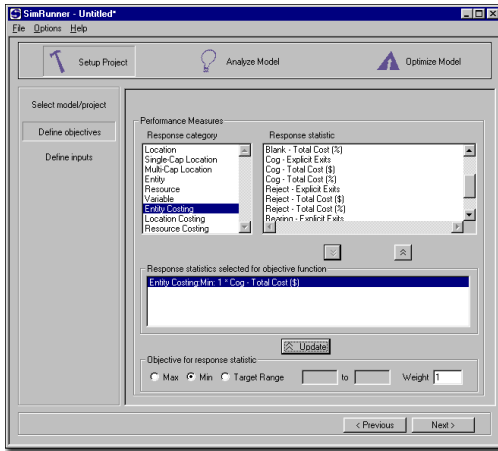 SimRunner - Untitled*
File Options Help
Setup Project
Analyze Model
Optimize Model
Select model/project
Define objectives
Define inputs
Performance Measures
Response category
Response statistic
Location
Single-Cap Location
Multi-Cap Location
Entity
Resource
Variable
Entity Costing
Location Costing
Resource Costing
Blank - Total Cost (%)
Cog - Explicit Exits
Cog - Total Cost ($)
Cog - Total Cost (%)
Reject - Explicit Exits
Reject - Total Cost ($)
Reject - Total Cost (%)
Bearing - Explicit Exits
Response statistics selected for objective function
Entity Costing:Min: 1 * Cog - Total Cost ($)
Update
Objective for response statistic
Max Min Target Range to Weight 1
< Previous Next >